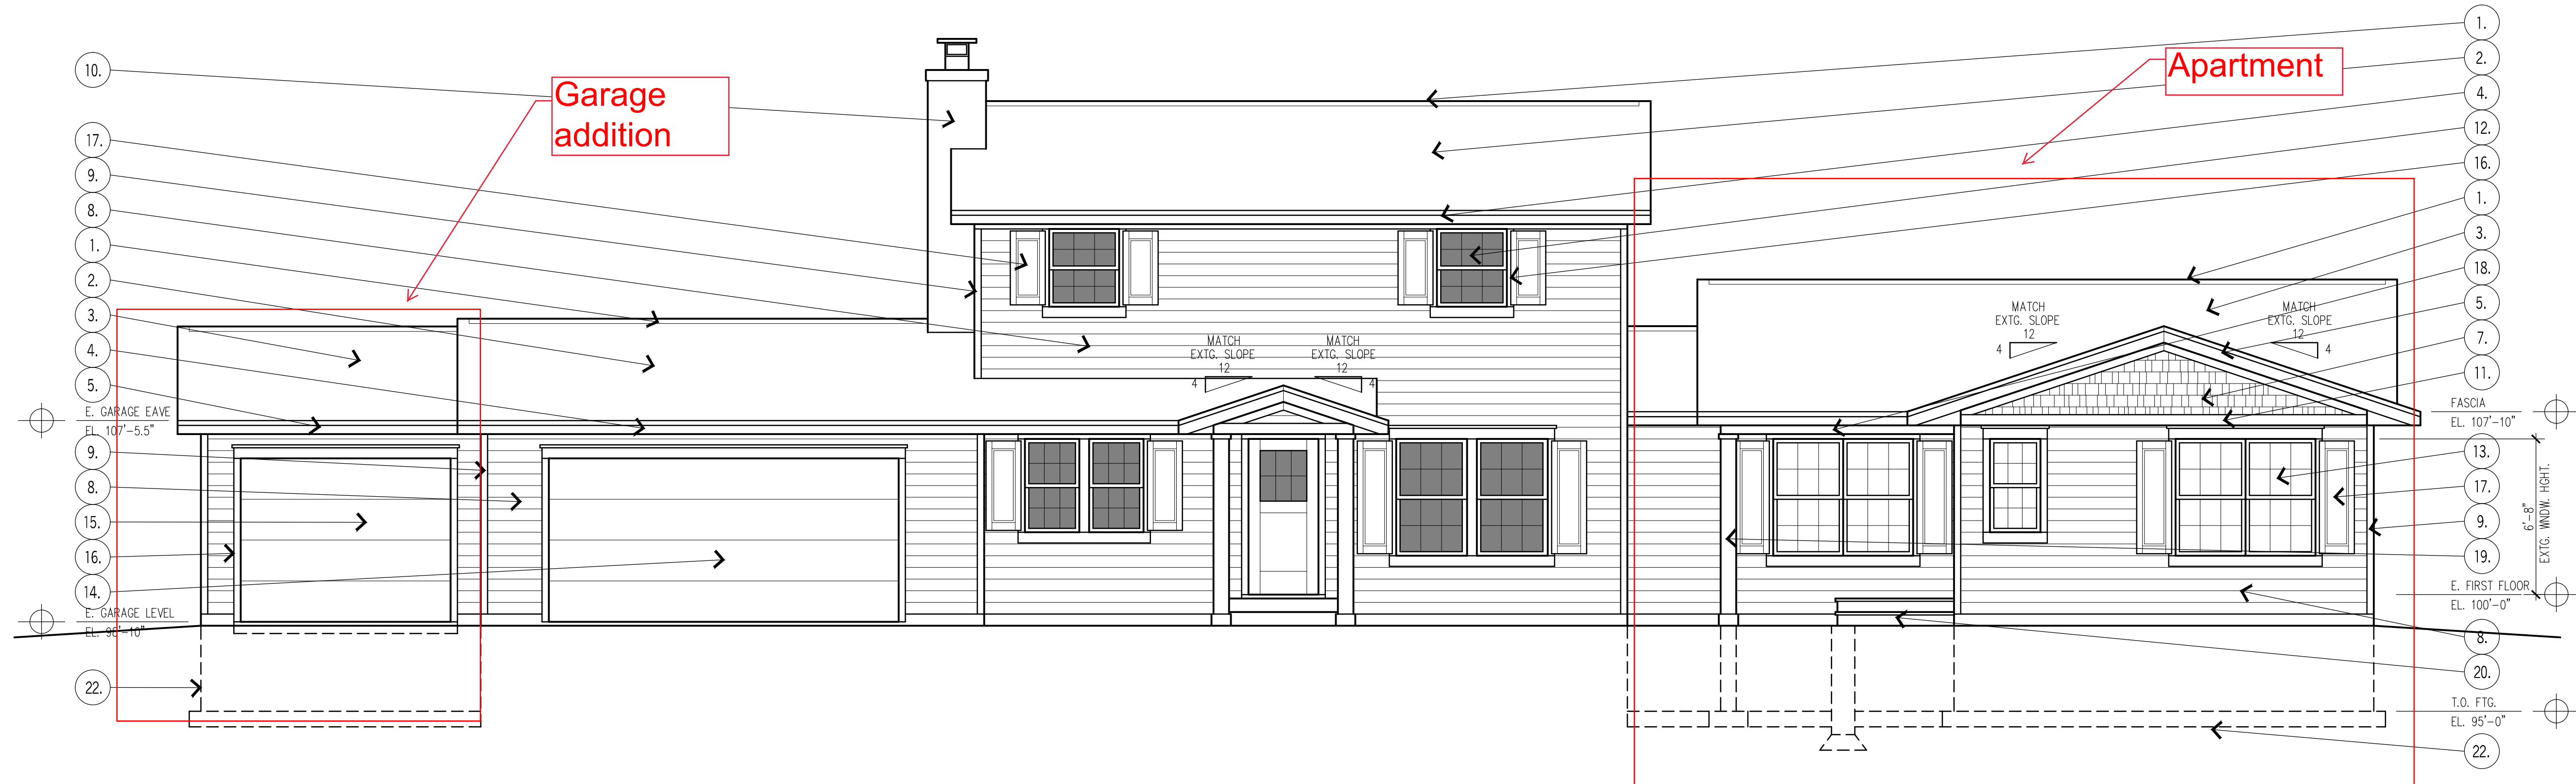 10.
17.
9.
8.
1.
2.
3.
4.
5.
E. GARAGE EAVE
EL. 107'-5.5"
9.
8.
15.
16.
14.
E. GARAGE LEVEL
EL. 98'-10"
22.
Garage
addition
MATCH
EXTG. SLOPE
12
4
MATCH
EXTG. SLOPE
12
4
Apartment
MATCH
EXTG. SLOPE
12
4
MATCH
EXTG. SLOPE
12
4
1.
2.
4.
12.
16.
1.
3.
18.
5.
7.
11.
FASCIA
EL. 107'-10"
13.
17.
9.
19.
6'-8"
EXTG. WNDW. HGHT.
E. FIRST FLOOR
EL. 100'-0"
8.
20.
T.O. FTG.
EL. 95'-0"
22.